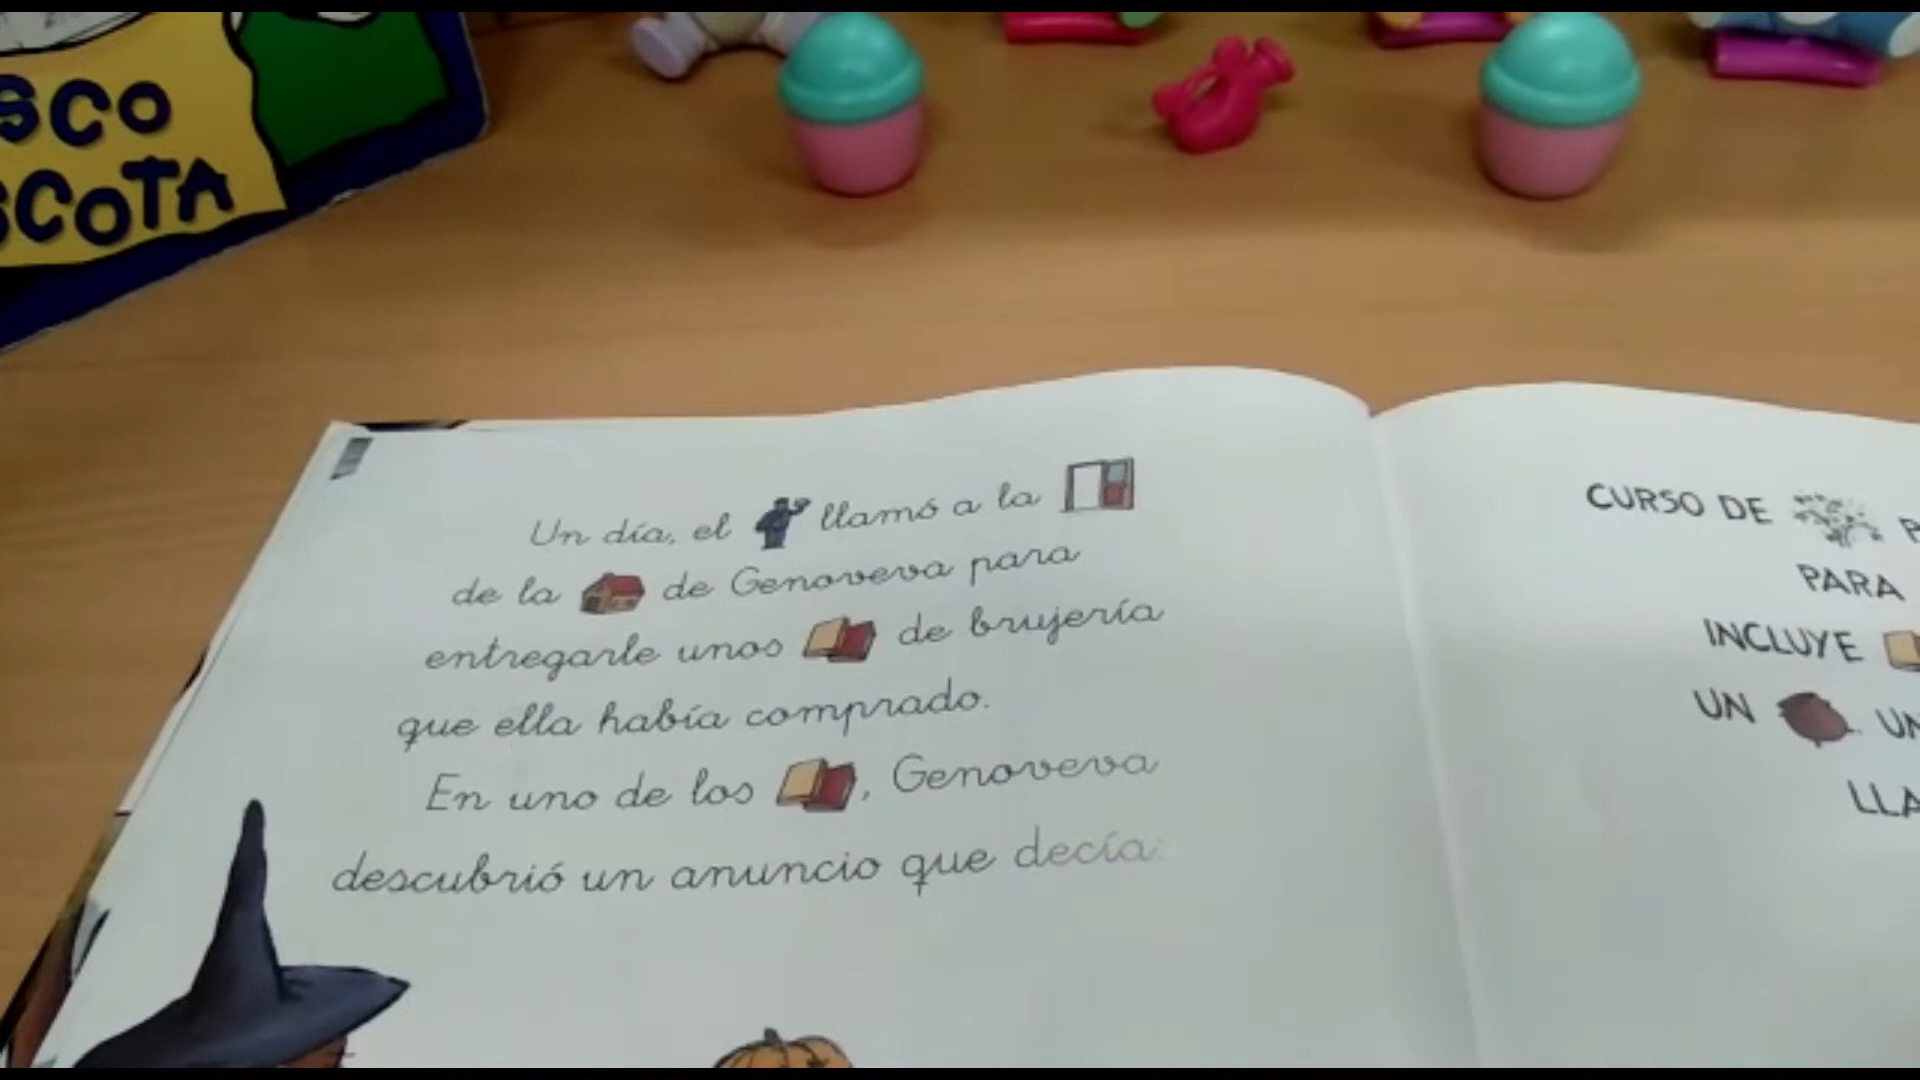 SCO
SCOTA
Un día, el llamó a la
de la de Genoveva para
entregarle unos de brujería
que ella había comprado.
En uno de los , Genoveva
descubrió un anuncio que decía:
CURSO DE
PARA
INCLUYE
UN